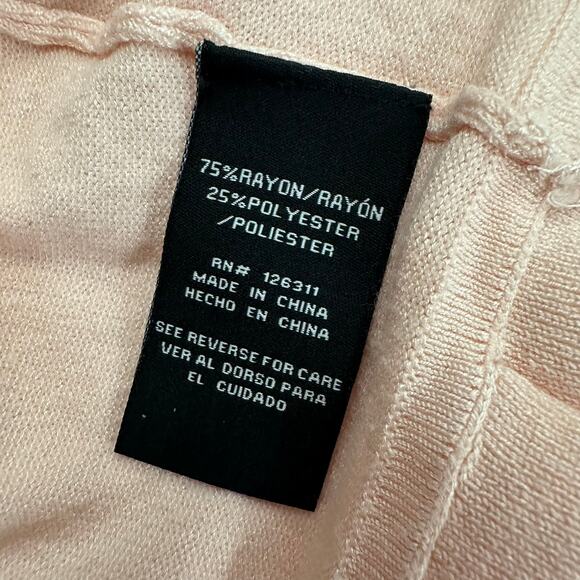 75%RAYON/RAYÓN
25%POLYESTER
/POLIESTER
RN# 126311
MADE IN CHINA
HECHO EN CHINA
SEE REVERSE FOR CARE
VER AL DORSO PARA
EL CUIDADO